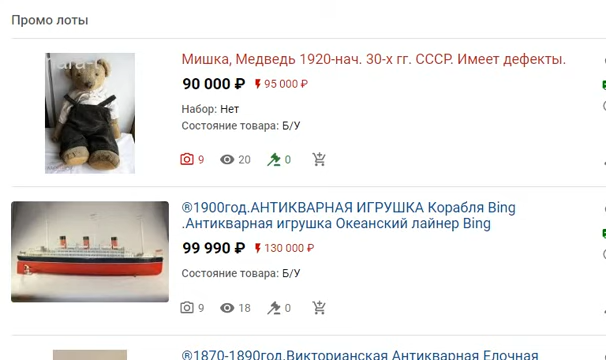 Промо лоты
Мишка, Медведь 1920-нач. 30-х гг. СССР. Имеет дефекты.
90 000 ₽ 95 000 ₽
Набор: Нет
Состояние товара: Б/У
9 20 0
®1900год.АНТИКВАРНАЯ ИГРУШКА Корабля Bing
.Антикварная игрушка Океанский лайнер Bing
99 990 ₽ 130 000 ₽
Состояние товара: Б/У
9 18 0
®1870-1890год.Викторианская Антикварная Елочная